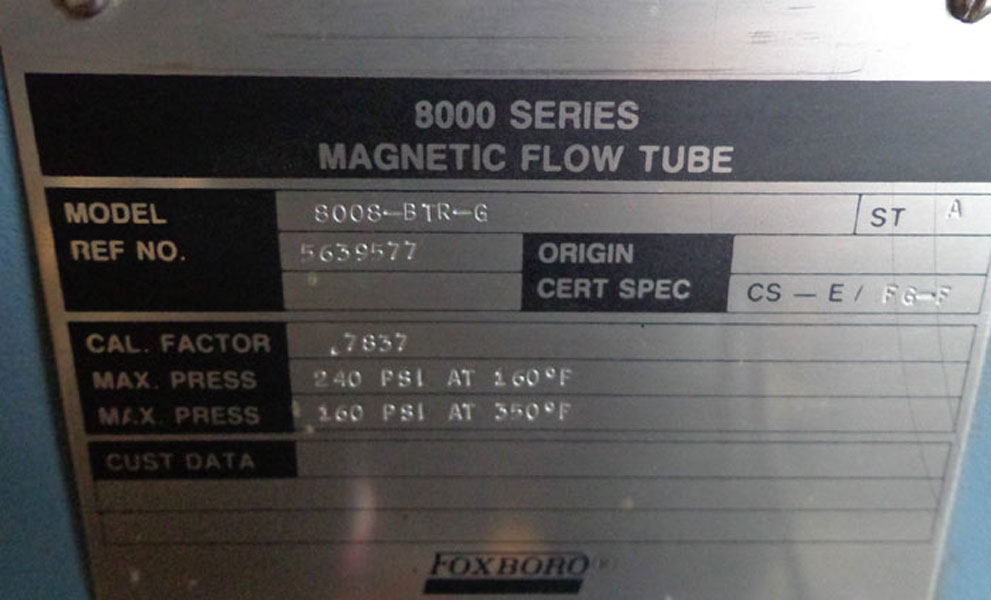 8000 SERIES
MAGNETIC FLOW TUBE
MODEL 8008-BTR-G ST A
REF NO. 5639577 ORIGIN
CERT SPEC CS — E / FG-F
CAL. FACTOR .7837
MAX. PRESS 240 PSI AT 160°F
MAX. PRESS 160 PSI AT 350°F
CUST DATA
FOXBORO®